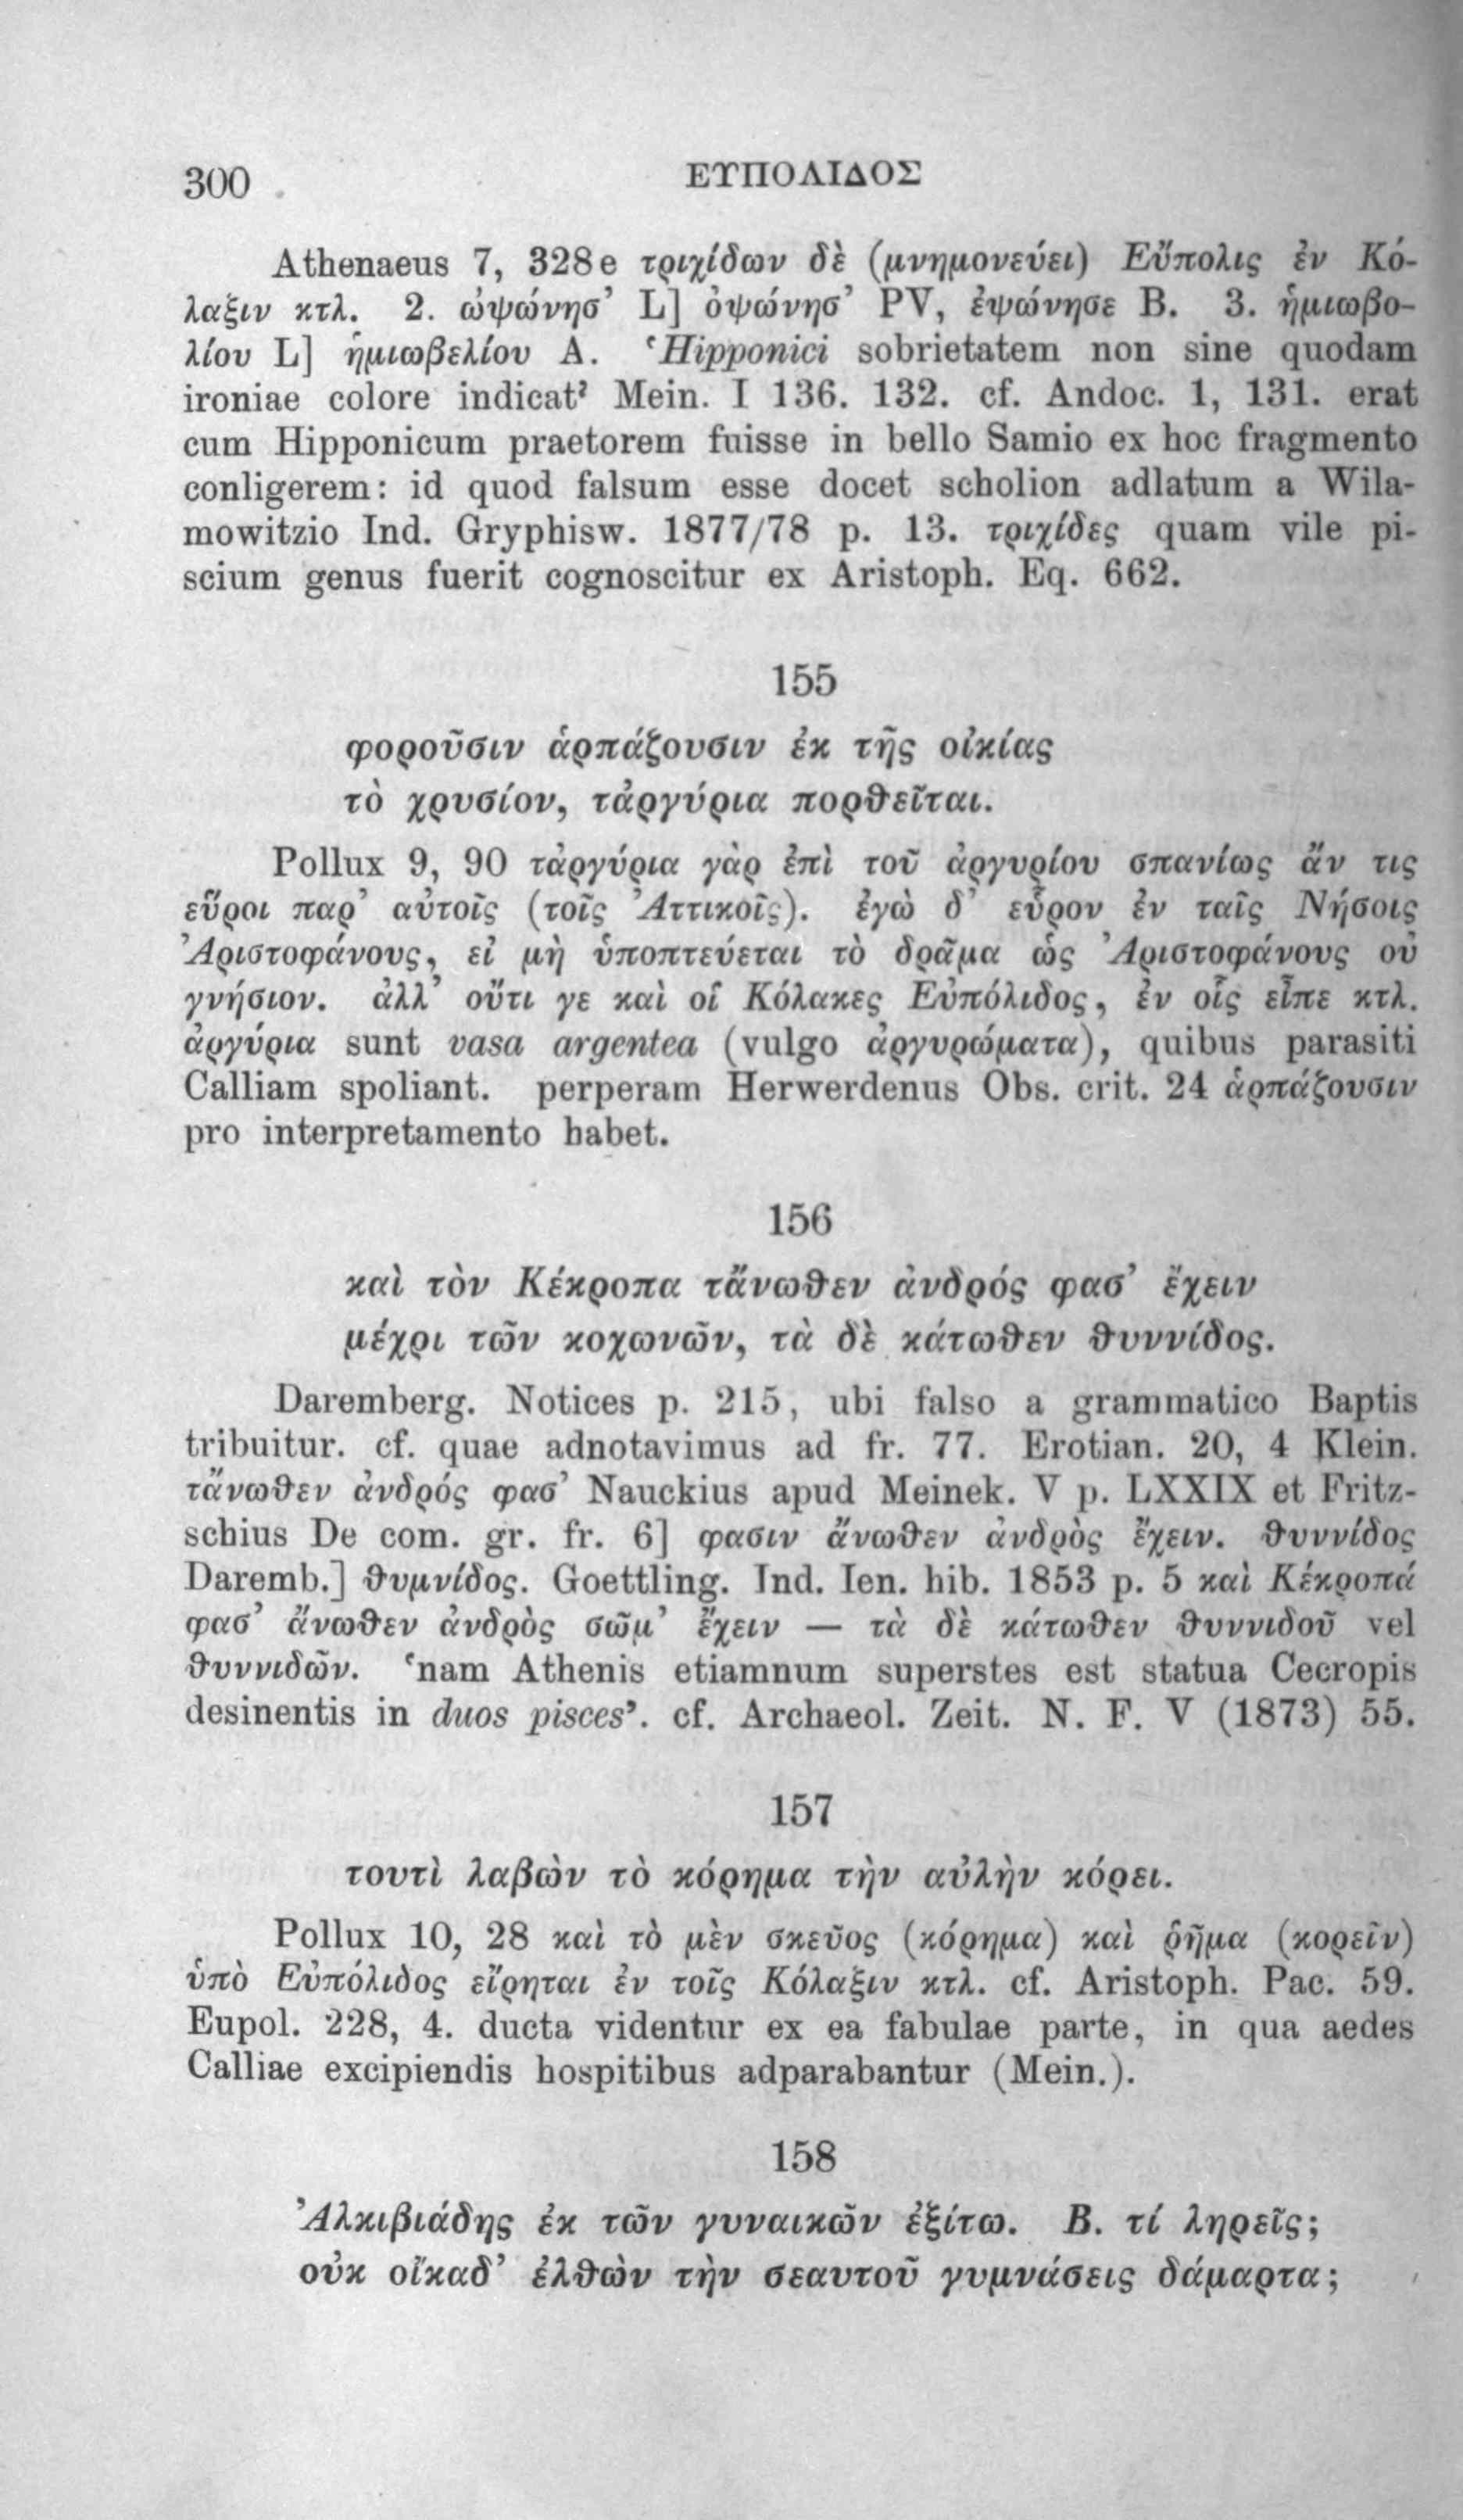 300
ΕΥΠΟΛΙΔΟΣ
Athenaeus 7, 328e τριχίδων δὲ (μνημονεύει) Εὔπολις ἐν Κό-
λαξιν κτλ. 2. ὠψώνησ’ L] ὀψώνησ’ PV, ἐψώνησε B. 3. ἡμιωβο-
λίου L] ἡμιωβελίου A. ‘Hipponici sobrietatem non sine quodam
ironiae colore indicat’ Mein. I 136. 132. cf. Andoc. 1, 131. erat
cum Hipponicum praetorem fuisse in bello Samio ex hoc fragmento
conligerem: id quod falsum esse docet scholion adlatum a Wila-
mowitzio Ind. Gryphisw. 1877/78 p. 13. τριχίδες quam vile pi-
scium genus fuerit cognoscitur ex Aristoph. Eq. 662.
155
φοροῦσιν ἁρπάζουσιν ἐκ τῆς οἰκίας
τὸ χρυσίον, τἀργύρια πορθεῖται.
Pollux 9, 90 τἀργύρια γὰρ ἐπὶ τοῦ ἀργυρίου σπανίως ἄν τις
εὕροι παρ’ αὐτοῖς (τοῖς Ἀττικοῖς). ἐγὼ δ’ εὗρον ἐν ταῖς Νήσοις
Ἀριστοφάνους, εἰ μὴ ὑποπτεύεται τὸ δρᾶμα ὡς Ἀριστοφάνους οὐ
γνήσιον. ἀλλ’ οὔτι γε καὶ οἱ Κόλακες Εὐπόλιδος, ἐν οἷς εἶπε κτλ.
ἀργύρια sunt vasa argentea (vulgo ἀργυρώματα), quibus parasiti
Calliam spoliant. perperam Herwerdenus Obs. crit. 24 ἁρπάζουσιν
pro interpretamento habet.
156
καὶ τὸν Κέκροπα τἄνωθεν ἀνδρός φασ’ ἔχειν
μέχρι τῶν κοχωνῶν, τὰ δὲ κάτωθεν θυννίδος.
Daremberg. Notices p. 215, ubi falso a grammatico Baptis
tribuitur. cf. quae adnotavimus ad fr. 77. Erotian. 20, 4 Klein.
τἄνωθεν ἀνδρός φασ’ Nauckius apud Meinek. V p. LXXIX et Fritz-
schius De com. gr. fr. 6] φασιν ἄνωθεν ἀνδρὸς ἔχειν. θυννίδος
Daremb.] θυμνίδος. Goettling. Ind. Ien. hib. 1853 p. 5 καὶ Κέκροπά
φασ’ ἄνωθεν ἀνδρὸς σῶμ’ ἔχειν — τὰ δὲ κάτωθεν θυννιδοῦ vel
θυννιδῶν. ‘nam Athenis etiamnum superstes est statua Cecropis
desinentis in duos pisces’. cf. Archaeol. Zeit. N. F. V (1873) 55.
157
τουτὶ λαβὼν τὸ κόρημα τὴν αὐλὴν κόρει.
Pollux 10, 28 καὶ τὸ μὲν σκεῦος (κόρημα) καὶ ῥῆμα (κορεῖν)
ὑπὸ Εὐπόλιδος εἴρηται ἐν τοῖς Κόλαξιν κτλ. cf. Aristoph. Pac. 59.
Eupol. 228, 4. ducta videntur ex ea fabulae parte, in qua aedes
Calliae excipiendis hospitibus adparabantur (Mein.).
158
Ἀλκιβιάδης ἐκ τῶν γυναικῶν ἐξίτω. Β. τί ληρεῖς;
οὐκ οἴκαδ’ ἐλθὼν τὴν σεαυτοῦ γυμνάσεις δάμαρτα;